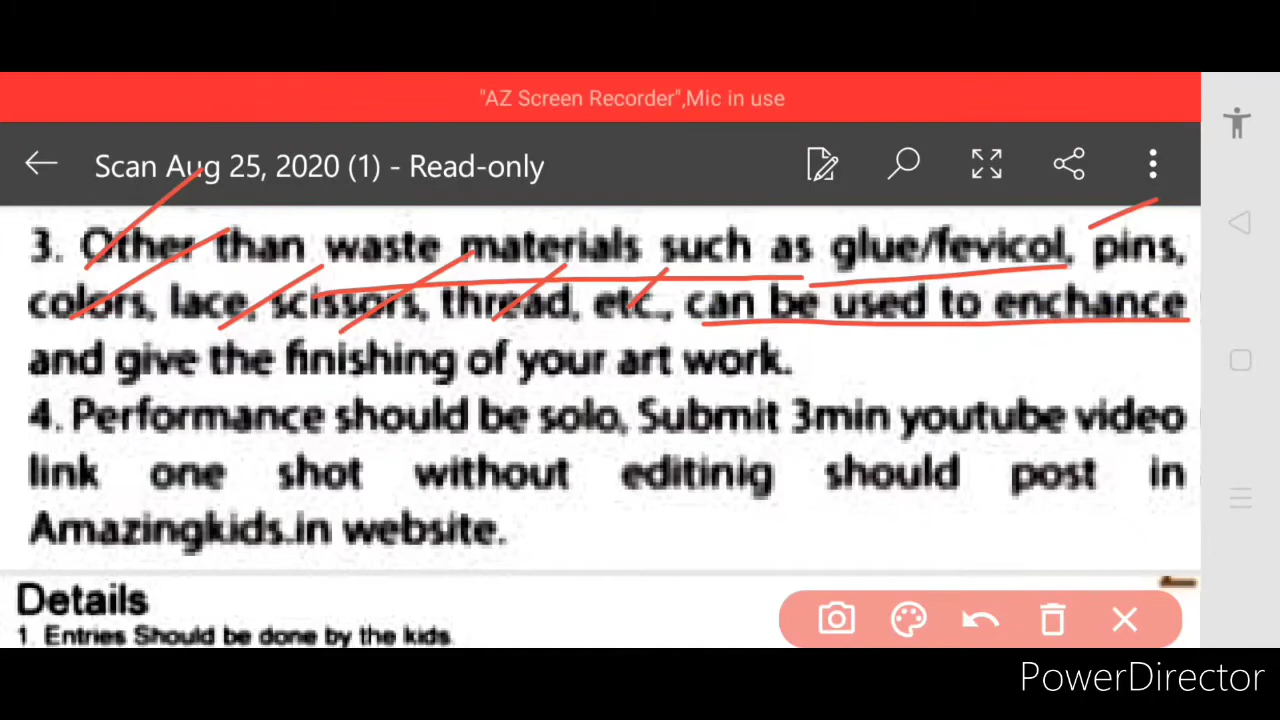 "AZ Screen Recorder",Mic in use
Scan Aug 25, 2020 (1) - Read-only
3. Other than waste materials such as glue/fevicol, pins,
colors, lace, scissors, thread, etc., can be used to enchance
and give the finishing of your art work.
4. Performance should be solo, Submit 3min youtube video
link one shot without editinig should post in
Amazingkids.in website.
Details
1. Entries Should be done by the kids.
PowerDirector